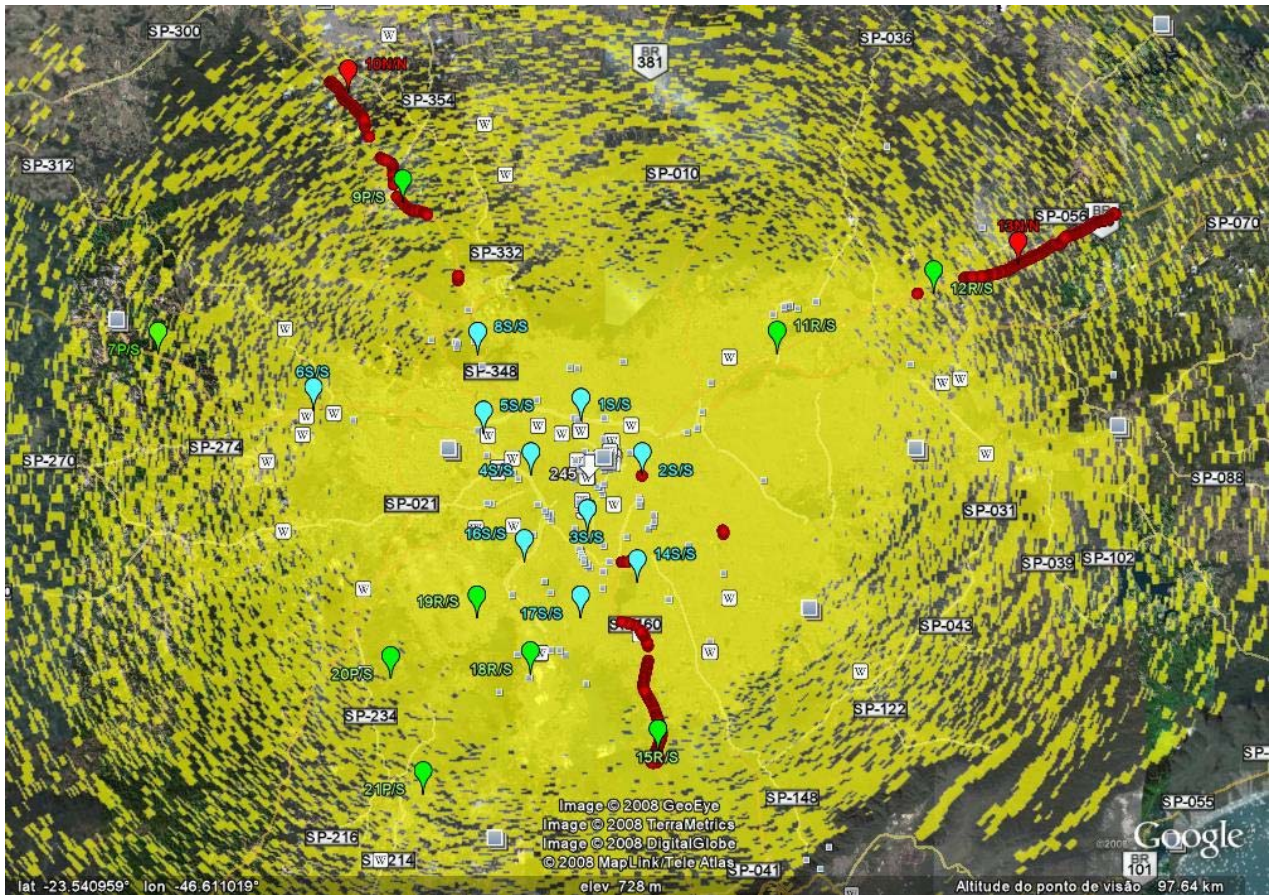 SP-300
SP-036
BR
381
10N/N
SP-354
SP-312
SP-010
9P/S
SP-056
BR
13N/N
SP-070
SP-332
12R/S
7P/S
8S/S
11R/S
SP-348
6S/S
5S/S
1S/S
SP-274
SP-270
4S/S
245
2S/S
SP-088
SP-021
SP-031
16S/S
3S/S
14S/S
SP-039
SP-102
19R/S
17S/S
SP-160
SP-043
20P/S
18R/S
SP-234
SP-122
15R/S
21P/S
SP-148
SP-055
Image © 2008 GeoEye
Image © 2008 TerraMetrics
Image © 2008 DigitalGlobe
© 2008 MapLink/Tele Atlas
SP-216
214
SP-041
Google
BR
101
lat -23.540959° lon -46.611019° elev 728 m Altitude do ponto de visão 97.64 km